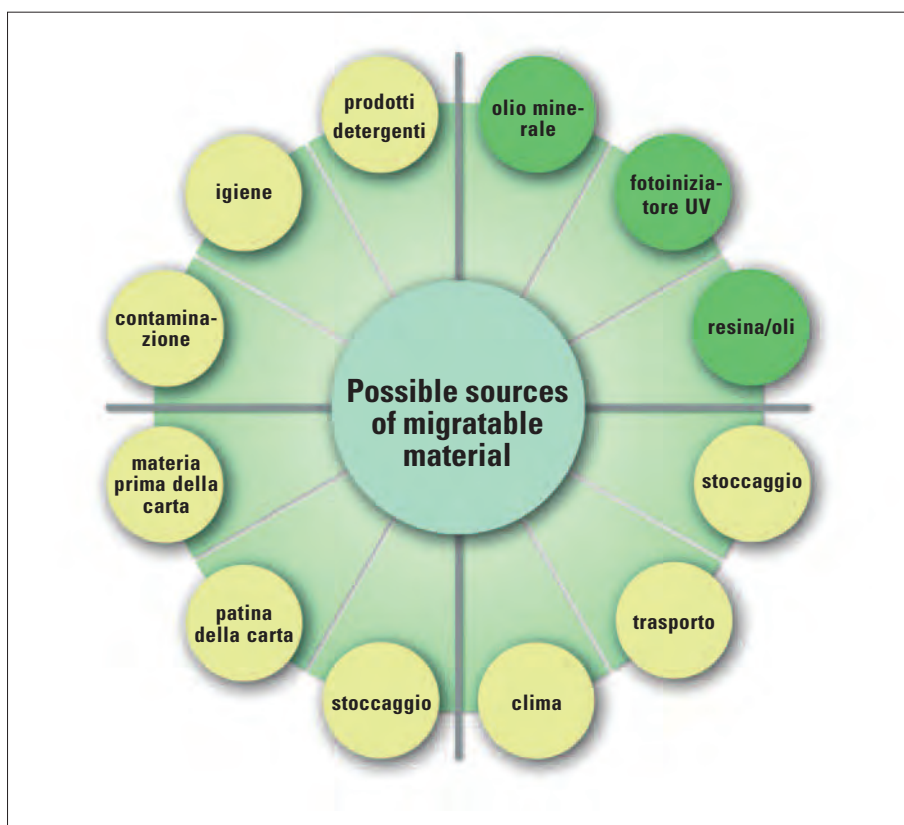 prodotti
detergenti
olio mine-
rale
igiene
fotoinizia-
tore UV
contamina-
zione
resina/oli
Possible sources
of migratable
material
materia
prima della
carta
stoccaggio
patina
della carta
trasporto
stoccaggio
clima